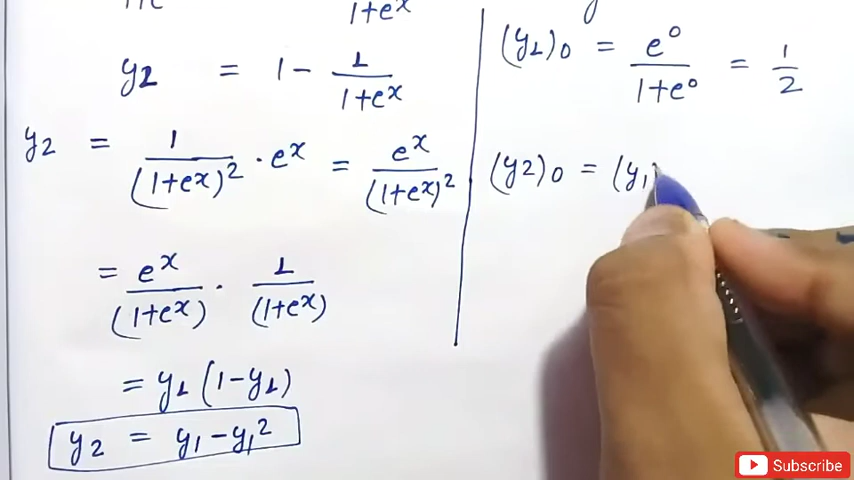 1+e^x
y2 = 1 - 1/(1+e^x)
y2 = 1/(1+e^x)^2 · e^x = e^x/(1+e^x)^2
= e^x/(1+e^x) · 1/(1+e^x)
= y1 (1-y1)
y2 = y1 - y1^2
(y1)0 = e^0/(1+e^0) = 1/2
(y2)0 = (y1)
Subscribe